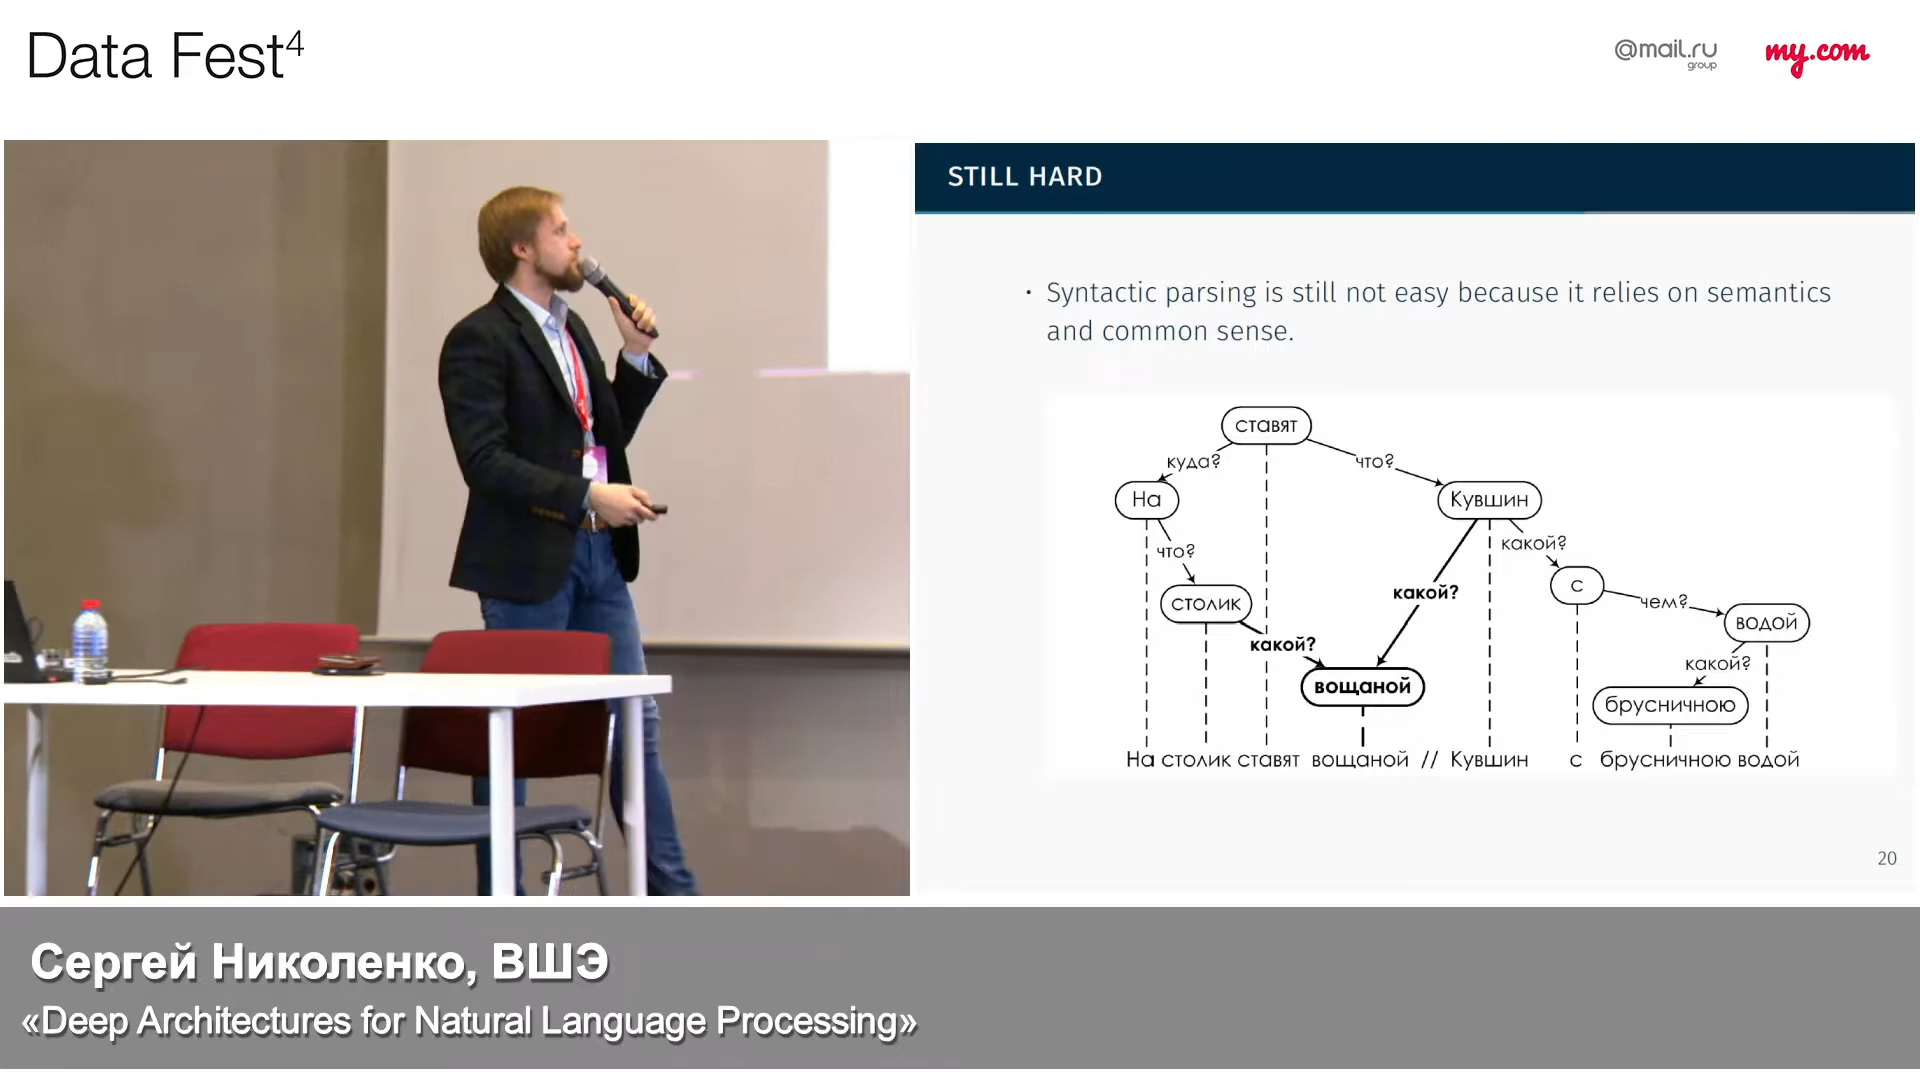 Data Fest⁴
@mail.ru
group
my.com
STILL HARD
· Syntactic parsing is still not easy because it relies on semantics
and common sense.
ставят
куда?
что?
На
Кувшин
что?
какой?
столик
какой?
с
чем?
водой
какой?
вощаной
какой?
брусничною
На столик ставят вощаной // Кувшин с брусничною водой
20
Сергей Николенко, ВШЭ
«Deep Architectures for Natural Language Processing»